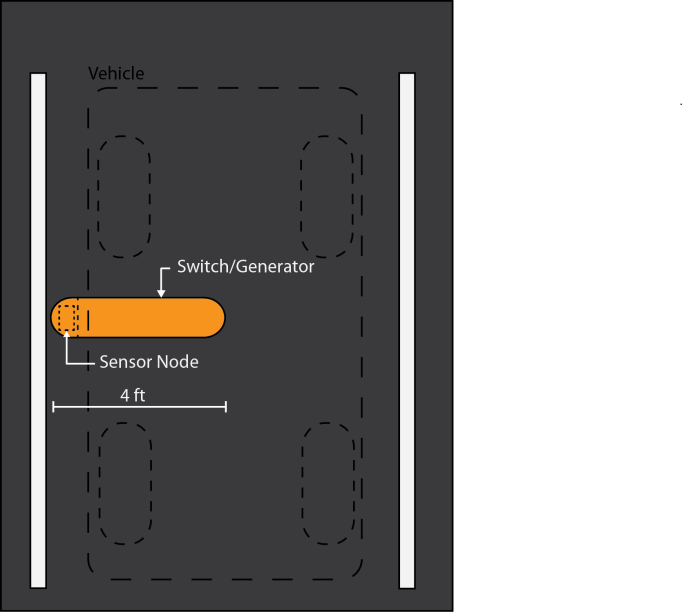 Vehicle
Switch/Generator
Sensor Node
4 ft